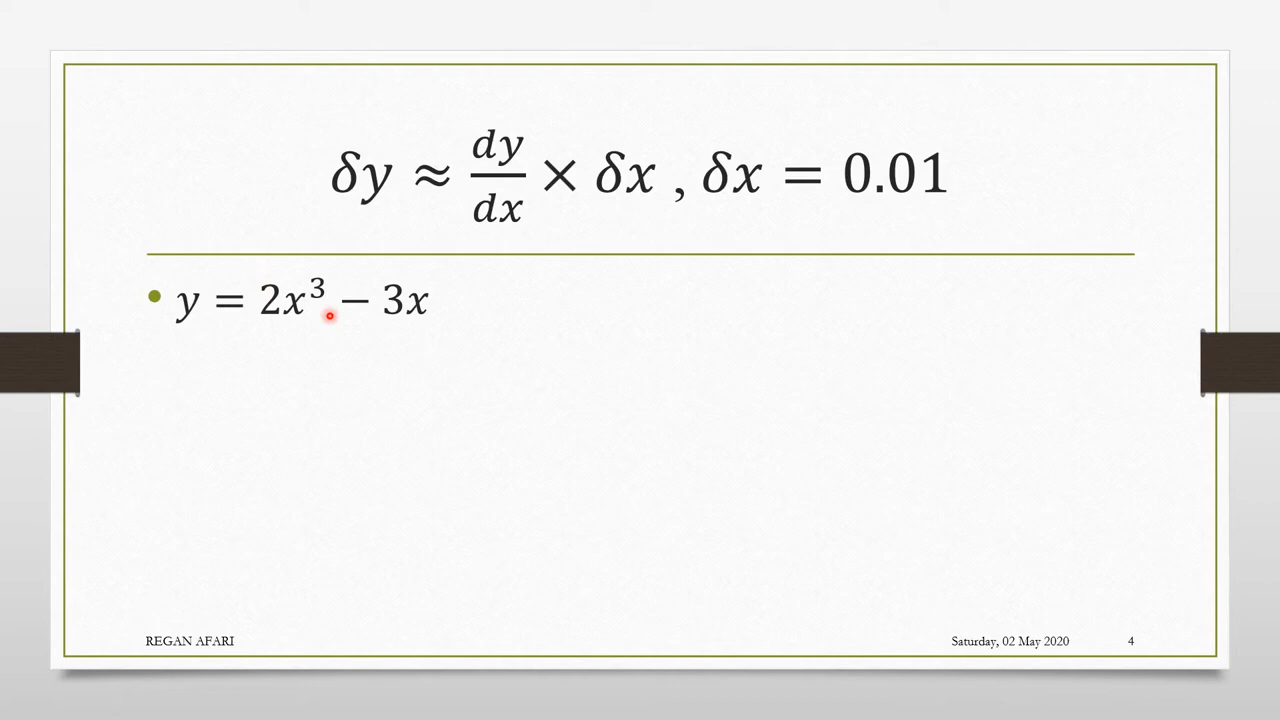 δy ≈ dy/dx × δx , δx = 0.01
• y = 2x³ − 3x
REGAN AFARI
Saturday, 02 May 2020
4